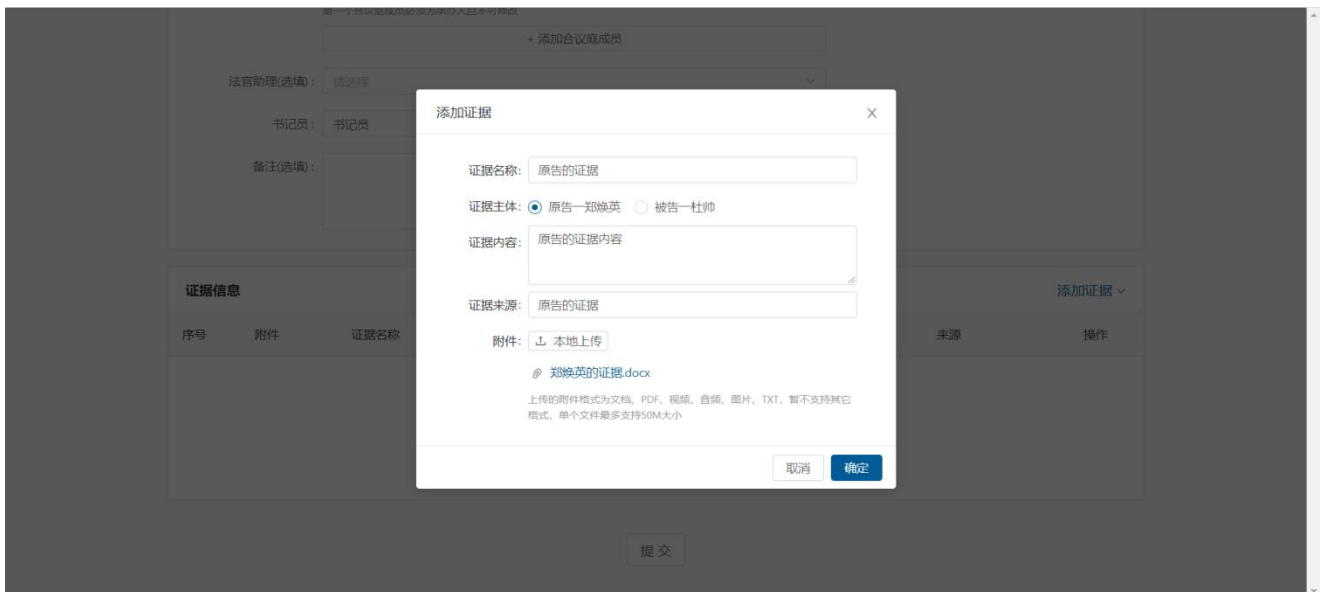 第一个合议庭成员必须为承办人且不可修改
+ 添加合议庭成员
法官助理(选填): 请选择
书记员: 书记员
备注(选填):
添加证据
证据名称: 原告的证据
证据主体: 原告—郑焕英 被告—杜帅
证据内容: 原告的证据内容
证据来源: 原告的证据
附件: 本地上传
郑焕英的证据.docx
上传的附件格式为文档、PDF、视频、音频、图片、TXT，暂不支持其它
格式，单个文件最多支持50M大小
取消 确定
证据信息 添加证据
序号 附件 证据名称 来源 操作
提交